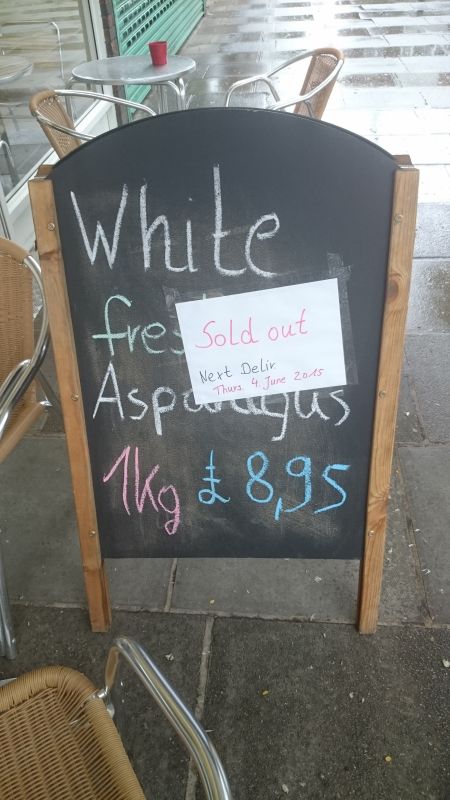 White
fres
Sold out
Next Deliv.
Thurs. 4. June 2015
Asparagus
1kg £ 8,95